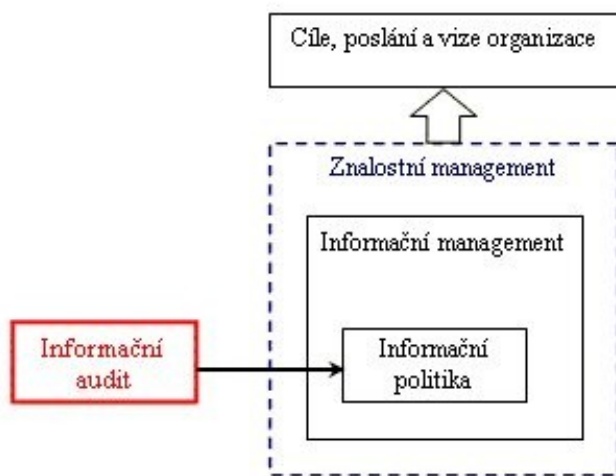 Cíle, poslání a vize organizace
Znalostní management
Informační management
Informační
audit
Informační
politika